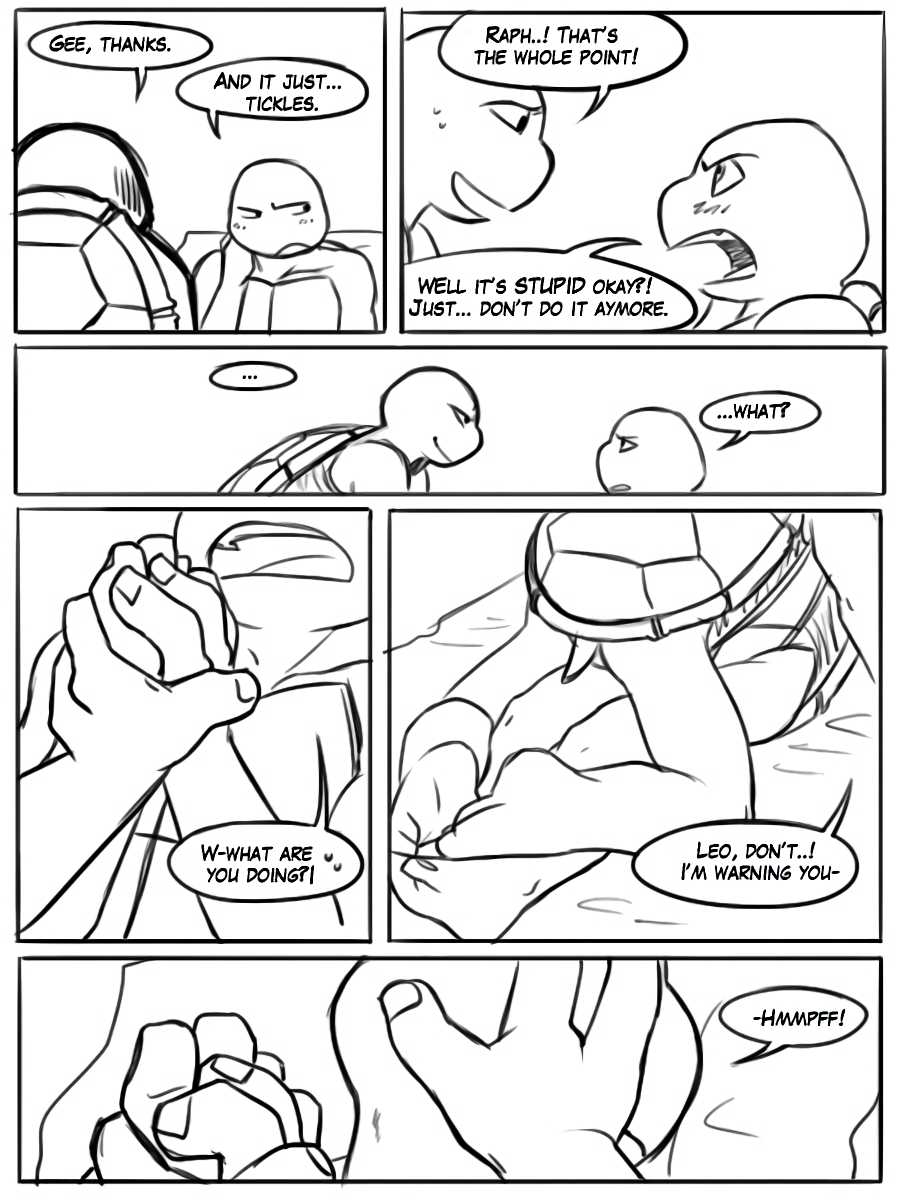 Gee, thanks.
And it just...
tickles.
Raph..! That's
the whole point!
Well it's STUPID okay?!
Just... don't do it aymore.
...
...what?
W-what are
you doing?!
Leo, don't..!
I'm warning you-
-Hmmpff!